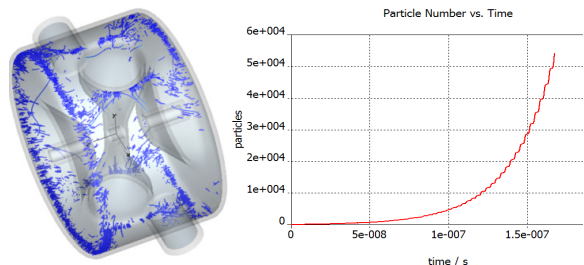 Particle Number vs. Time
6e+004
5e+004
4e+004
3e+004
2e+004
1e+004
0
particles
0
5e-008
1e-007
1.5e-007
time / s
y
x